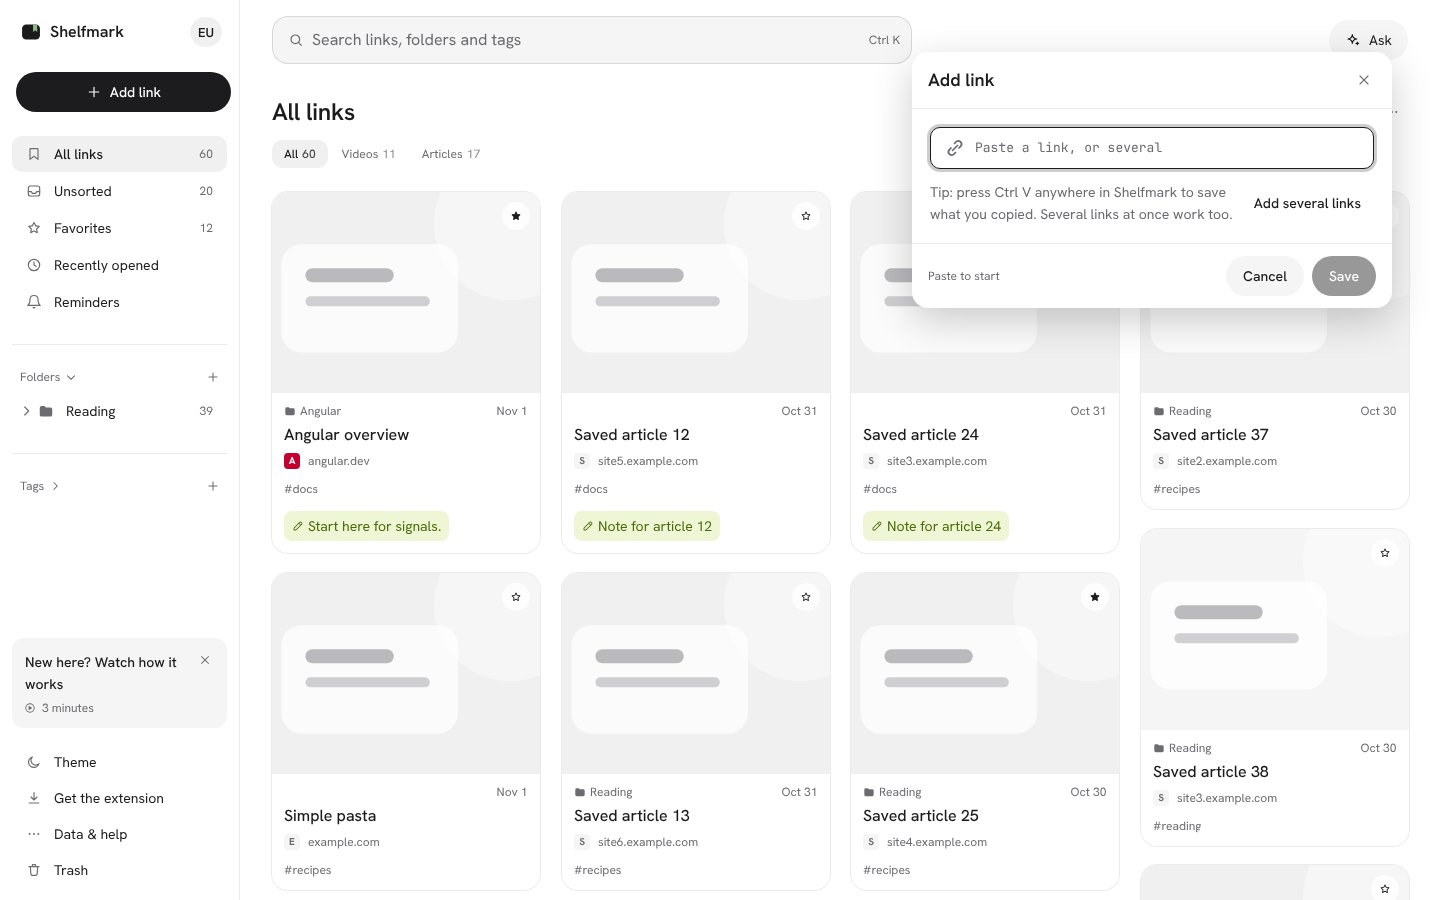 Shelfmark
EU
Add link
All links 60
Unsorted 20
Favorites 12
Recently opened
Reminders
Folders
Reading 39
Tags
New here? Watch how it
works
3 minutes
Theme
Get the extension
Data & help
Trash
Search links, folders and tags Ctrl K
Ask
All links
All 60 Videos 11 Articles 17
Add link
Paste a link, or several
Tip: press Ctrl V anywhere in Shelfmark to save
what you copied. Several links at once work too.
Add several links
Paste to start
Cancel
Save
Angular Nov 1
Angular overview
A angular.dev
#docs
Start here for signals.
Oct 31
Saved article 12
S site5.example.com
#docs
Note for article 12
Oct 31
Saved article 24
S site3.example.com
#docs
Note for article 24
Reading Oct 30
Saved article 37
S site2.example.com
#recipes
Nov 1
Simple pasta
E example.com
#recipes
Reading Oct 31
Saved article 13
S site6.example.com
#recipes
Reading Oct 30
Saved article 25
S site4.example.com
#recipes
Reading Oct 30
Saved article 38
S site3.example.com
#reading